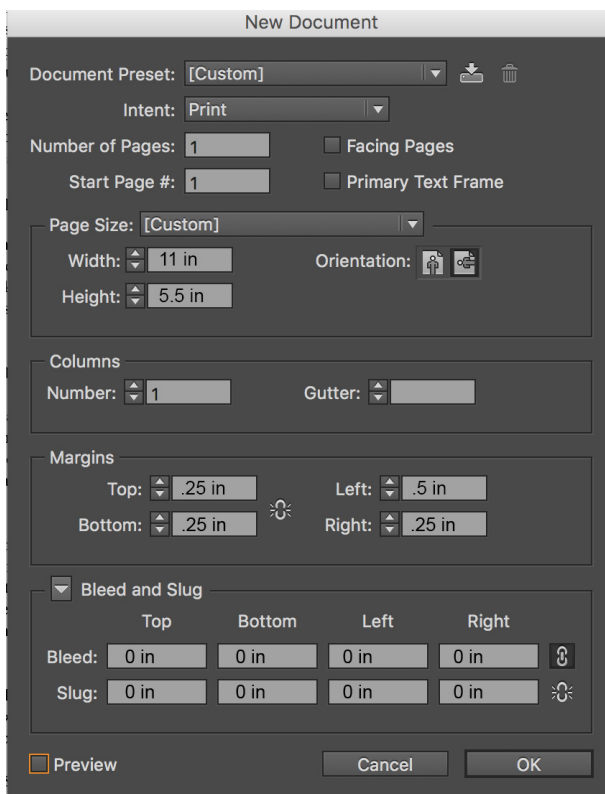 New Document
Document Preset: [Custom]
Intent: Print
Number of Pages: 1 Facing Pages
Start Page #: 1 Primary Text Frame
Page Size: [Custom]
Width: 11 in Orientation:
Height: 5.5 in
Columns
Number: 1 Gutter:
Margins
Top: .25 in Left: .5 in
Bottom: .25 in Right: .25 in
Bleed and Slug
Top Bottom Left Right
Bleed: 0 in 0 in 0 in 0 in
Slug: 0 in 0 in 0 in 0 in
Preview Cancel OK